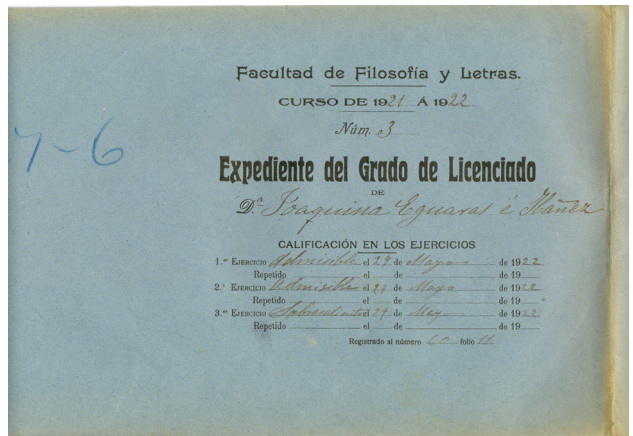 Facultad de Filosofía y Letras.
CURSO DE 1921 Á 1922
Núm. 3
7-6
Expediente del Grado de Licenciado
DE
D.ª Joaquina Eguaras é Ibáñez
CALIFICACIÓN EN LOS EJERCICIOS
1.er EJERCICIO Admisible el 29 de Mayo de 1922
Repetido el de de 19
2.º EJERCICIO Admisible el 29 de Mayo de 1922
Repetido el de de 19
3.er EJERCICIO Sobresaliente el 29 de Mayo de 1922
Repetido el de de 19
Registrado al número 60 folio 11